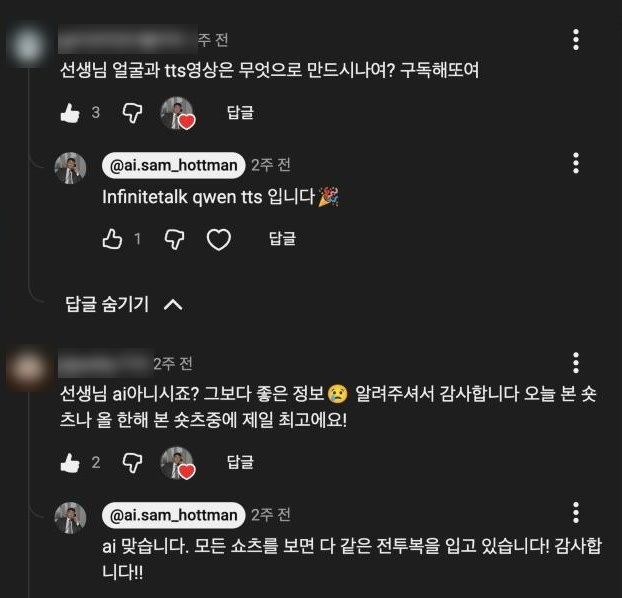 주 전
선생님 얼굴과 tts영상은 무엇으로 만드시나여? 구독해또여
3
답글
@ai.sam_hottman 2주 전
Infinitetalk qwen tts 입니다🎉
1
답글
답글 숨기기
2주 전
선생님 ai아니시죠? 그보다 좋은 정보😢 알려주셔서 감사합니다 오늘 본 숏
츠나 올 한해 본 숏츠중에 제일 최고에요!
2
답글
@ai.sam_hottman 2주 전
ai 맞습니다. 모든 쇼츠를 보면 다 같은 전투복을 입고 있습니다! 감사합
니다!!